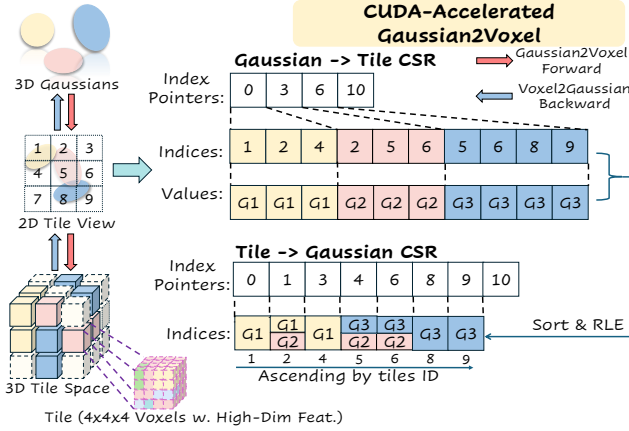 CUDA-Accelerated
Gaussian2Voxel
Gaussian -> Tile CSR
Gaussian2Voxel
Forward
Voxel2Gaussian
Backward
3D Gaussians
Index
Pointers:
0 3 6 10
1 2 3
4 5 6
7 8 9
2D Tile View
Indices:
1 2 4 2 5 6 5 6 8 9
Values:
G1 G1 G1 G2 G2 G2 G3 G3 G3 G3
Tile -> Gaussian CSR
Index
Pointers:
0 1 3 4 6 8 9 10
Indices:
G1 G1 G1 G3 G3 G3 G3
G2 G2 G2
1 2 4 5 6 8 9
Ascending by tiles ID
Sort & RLE
3D Tile Space
Tile (4x4x4 Voxels w. High-Dim Feat.)